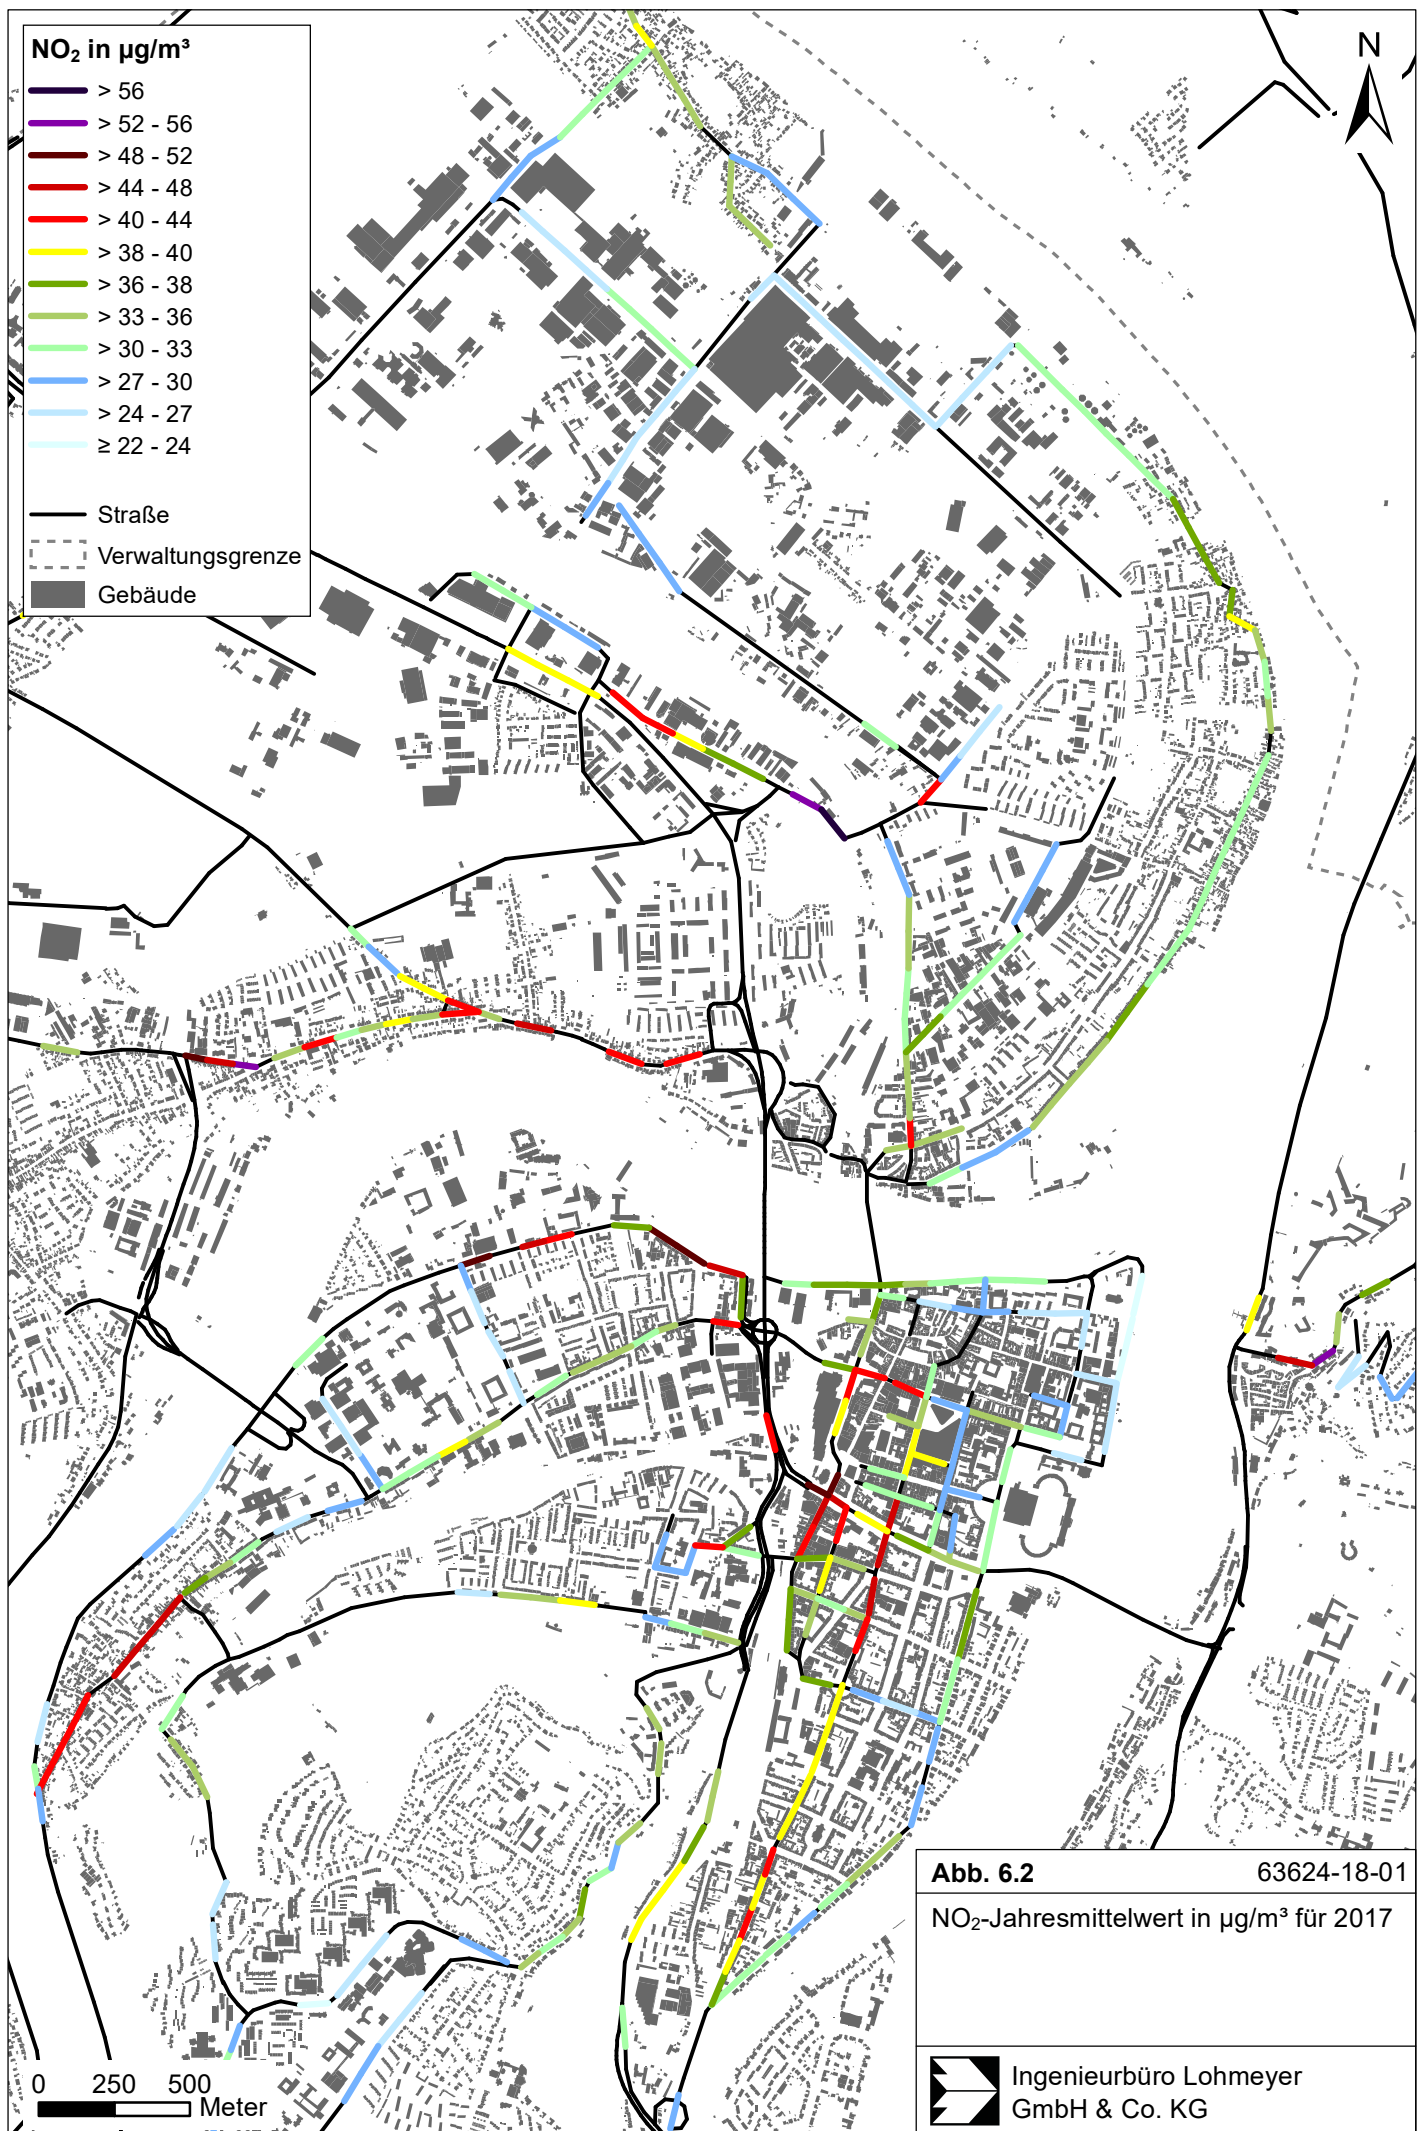 NO₂ in µg/m³
> 56
> 52 - 56
> 48 - 52
> 44 - 48
> 40 - 44
> 38 - 40
> 36 - 38
> 33 - 36
> 30 - 33
> 27 - 30
> 24 - 27
≥ 22 - 24
Straße
Verwaltungsgrenze
Gebäude
N
0 250 500
Meter
Abb. 6.2 63624-18-01
NO₂-Jahresmittelwert in µg/m³ für 2017
Ingenieurbüro Lohmeyer
GmbH & Co. KG